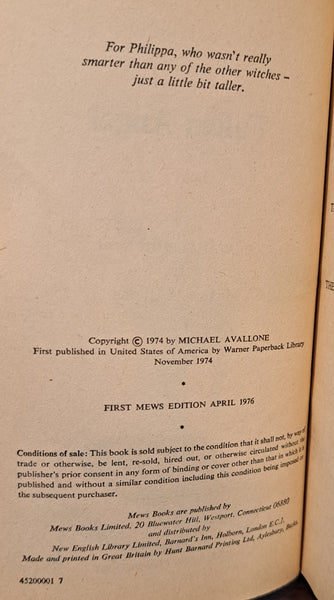 For Philippa, who wasn't really
smarter than any of the other witches –
just a little bit taller.
Copyright © 1974 by MICHAEL AVALLONE
First published in United States of America by Warner Paperback Library
November 1974
•
FIRST MEWS EDITION APRIL 1976
•
Conditions of sale: This book is sold subject to the condition that it shall not, by way of
trade or otherwise, be lent, re-sold, hired out, or otherwise circulated without the
publisher's prior consent in any form of binding or cover other than that in which it is
published and without a similar condition including this condition being imposed on
the subsequent purchaser.
Mews Books are published by
Mews Books Limited, 20 Bluewater Hill, Westport, Connecticut 06880
and distributed by
New English Library Limited, Barnard's Inn, Holborn, London E.C.1.
Made and printed in Great Britain by Hunt Barnard Printing Ltd, Aylesbury, Bucks.
45200001 7